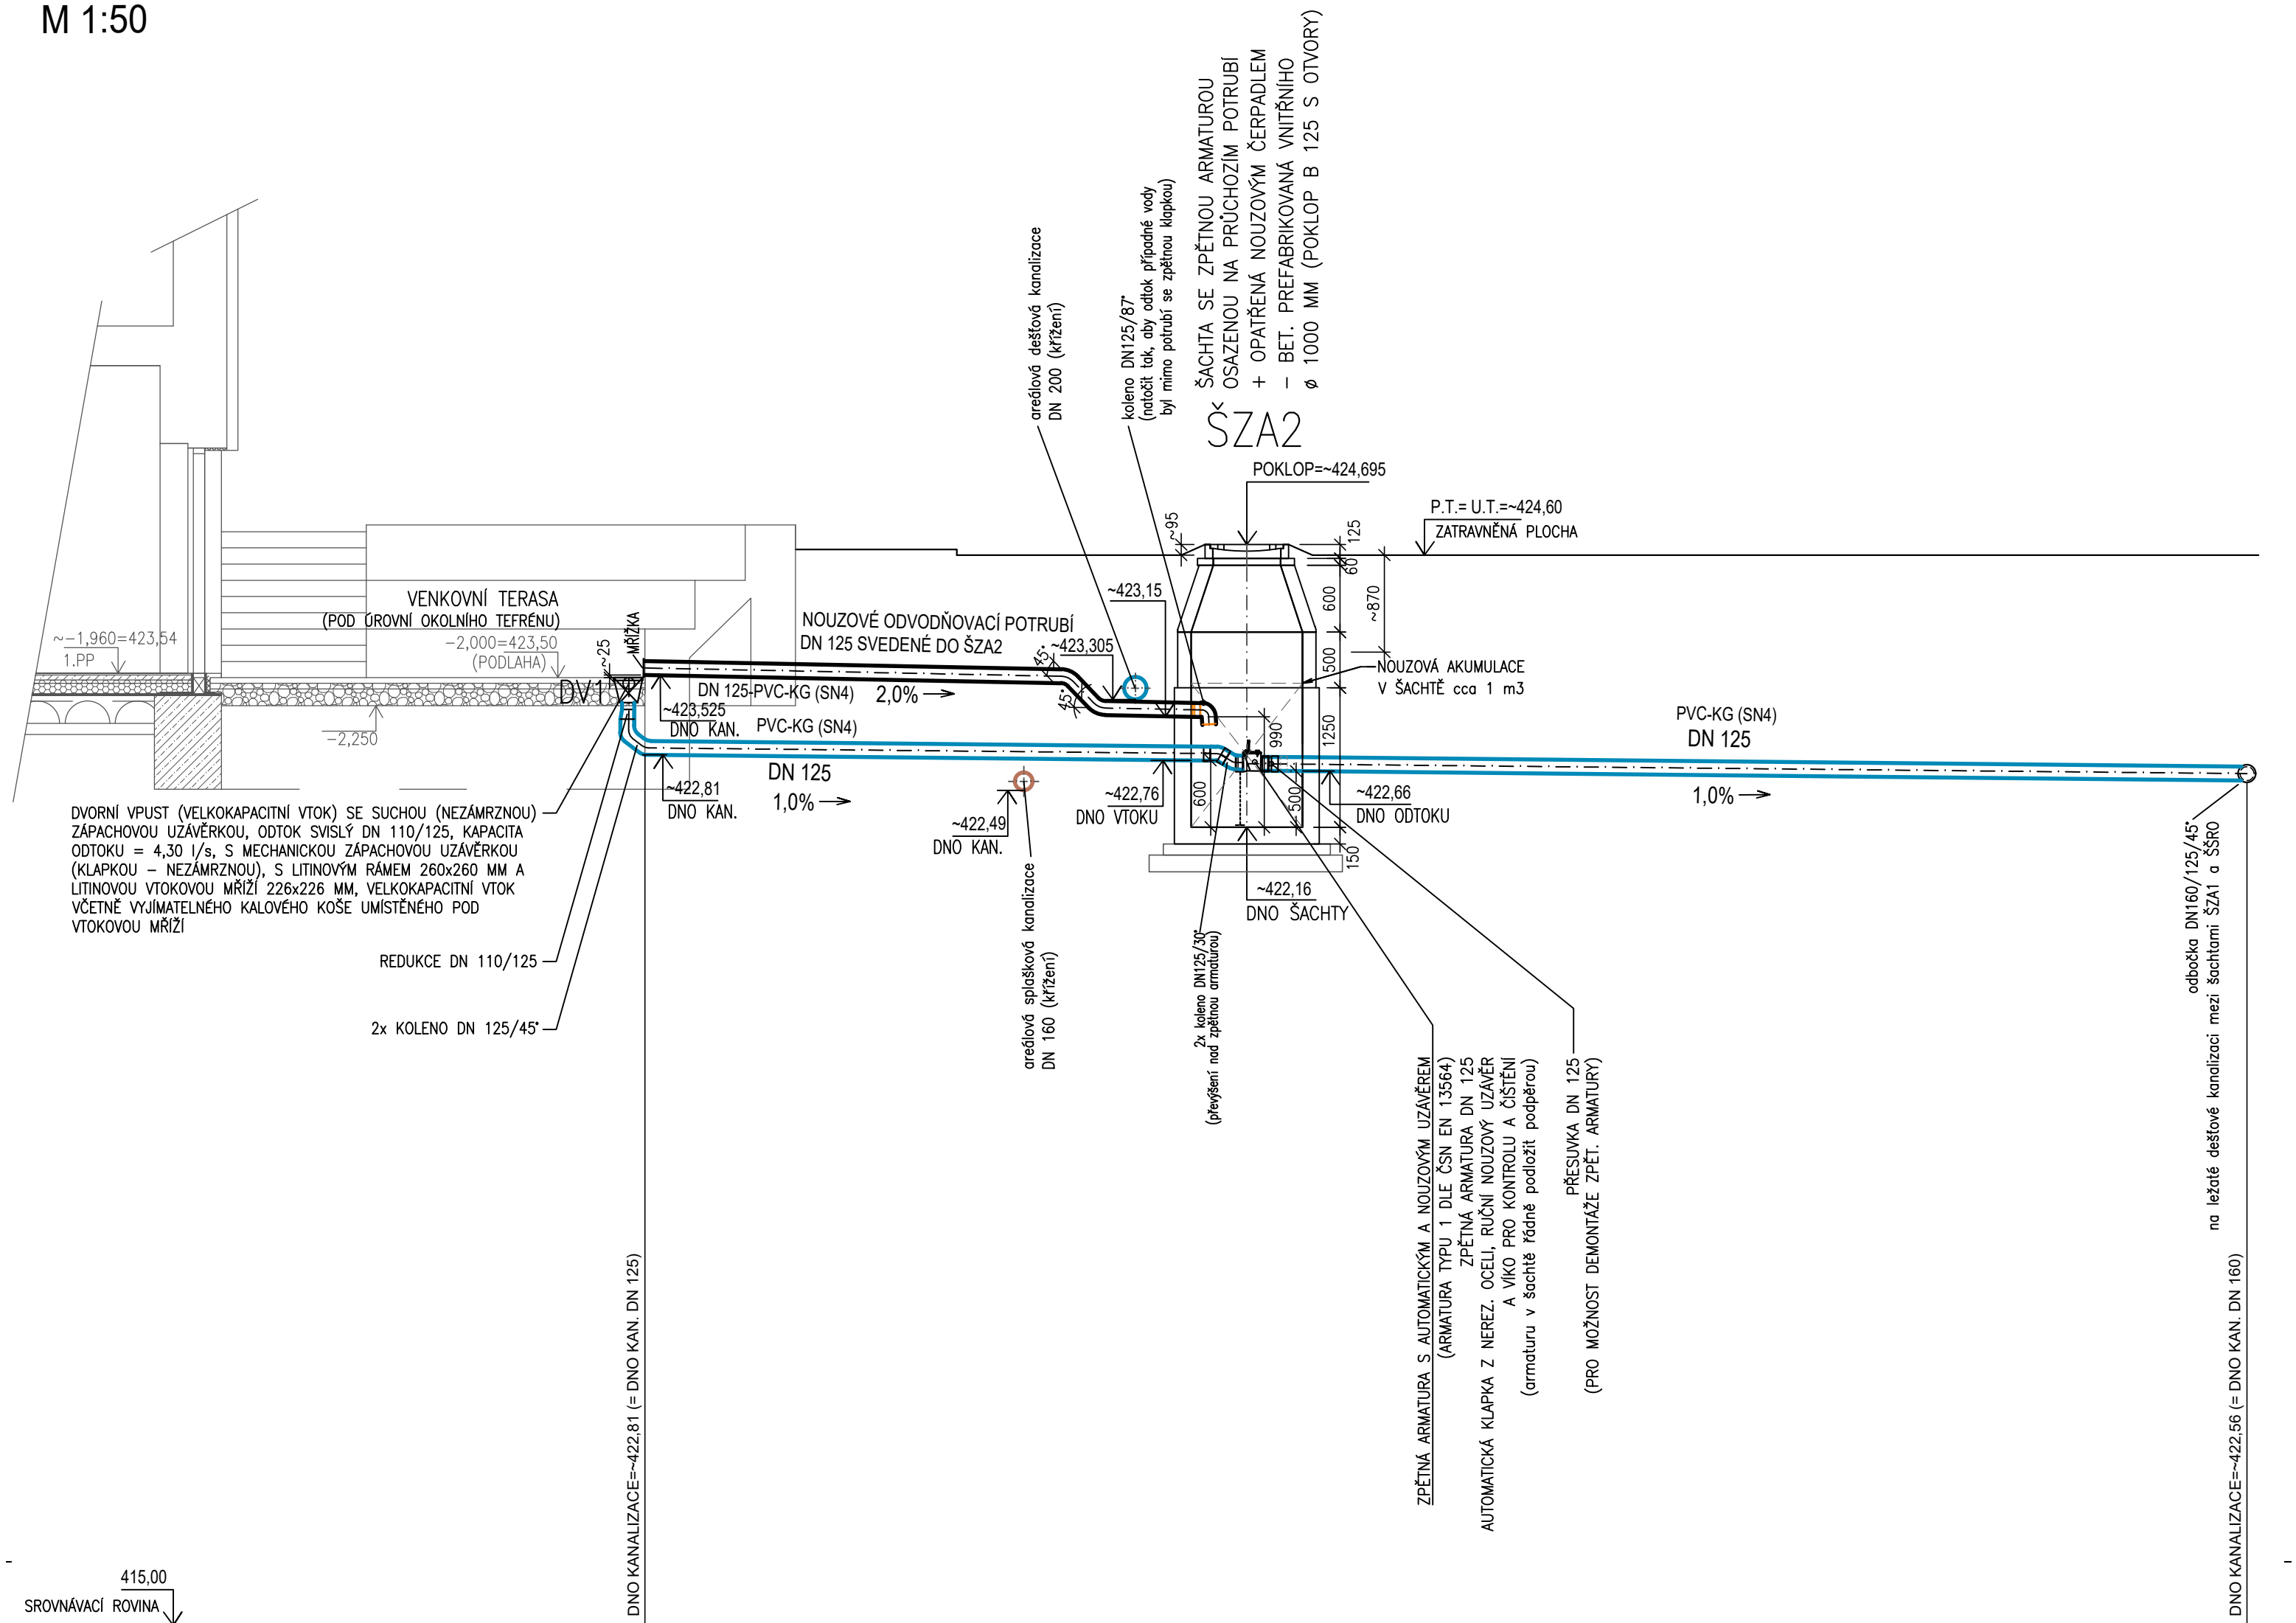 M 1:50
ŠACHTA SE ZPĚTNOU ARMATUROU
OSAZENOU NA PRŮCHOZÍM POTRUBÍ
+ OPATŘENÁ NOUZOVÝM ČERPADLEM
– BET. PREFABRIKOVANÁ VNITŘNÍHO
ø 1000 MM (POKLOP B 125 S OTVORY)
ŠZA2
areálová dešťová kanalizace
DN 200 (křížení)
koleno DN125/87°
(natočit tak, aby odtok případné vody
byl mimo potrubí se zpětnou klapkou)
POKLOP=~424,695
P.T.= U.T.=~424,60
ZATRAVNĚNÁ PLOCHA
~95
125
60
600
~870
500
1250
150
990
600
500
VENKOVNÍ TERASA
(POD ÚROVNÍ OKOLNÍHO TEFRÉNU)
~-1,960=423,54
1.PP
-2,000=423,50
(PODLAHA)
-2,250
~25
MŘÍŽKA
DV1
NOUZOVÉ ODVODŇOVACÍ POTRUBÍ
DN 125 SVEDENÉ DO ŠZA2
~423,15
~423,305
45°
45°
DN 125-PVC-KG (SN4)
2,0%
~423,525
DNO KAN.
PVC-KG (SN4)
DN 125
1,0%
~422,81
DNO KAN.
~422,49
DNO KAN.
~422,76
DNO VTOKU
~422,66
DNO ODTOKU
~422,16
DNO ŠACHTY
NOUZOVÁ AKUMULACE
V ŠACHTĚ cca 1 m3
PVC-KG (SN4)
DN 125
1,0%
DVORNÍ VPUST (VELKOKAPACITNÍ VTOK) SE SUCHOU (NEZÁMRZNOU)
ZÁPACHOVOU UZÁVĚRKOU, ODTOK SVISLÝ DN 110/125, KAPACITA
ODTOKU = 4,30 l/s, S MECHANICKOU ZÁPACHOVOU UZÁVĚRKOU
(KLAPKOU – NEZÁMRZNOU), S LITINOVÝM RÁMEM 260x260 MM A
LITINOVOU VTOKOVOU MŘÍŽÍ 226x226 MM, VELKOKAPACITNÍ VTOK
VČETNĚ VYJÍMATELNÉHO KALOVÉHO KOŠE UMÍSTĚNÉHO POD
VTOKOVOU MŘÍŽÍ
REDUKCE DN 110/125
2x KOLENO DN 125/45°
areálová splašková kanalizace
DN 160 (křížení)
2x koleno DN125/30°
(převýšení nad zpětnou armaturou)
ZPĚTNÁ ARMATURA S AUTOMATICKÝM A NOUZOVÝM UZÁVĚREM
(ARMATURA TYPU 1 DLE ČSN EN 13564)
ZPĚTNÁ ARMATURA DN 125
AUTOMATICKÁ KLAPKA Z NEREZ. OCELI, RUČNÍ NOUZOVÝ UZÁVĚR
A VÍKO PRO KONTROLU A ČIŠTĚNÍ
(armaturu v šachtě řádně podložit podpěrou)
PŘESUVKA DN 125
(PRO MOŽNOST DEMONTÁŽE ZPĚT. ARMATURY)
odbočka DN160/125/45°
na ležaté dešťové kanalizaci mezi šachtami ŠZA1 a ŠŠRO
DNO KANALIZACE=~422,81 (= DNO KAN. DN 125)
DNO KANALIZACE=~422,56 (= DNO KAN. DN 160)
415,00
SROVNÁVACÍ ROVINA